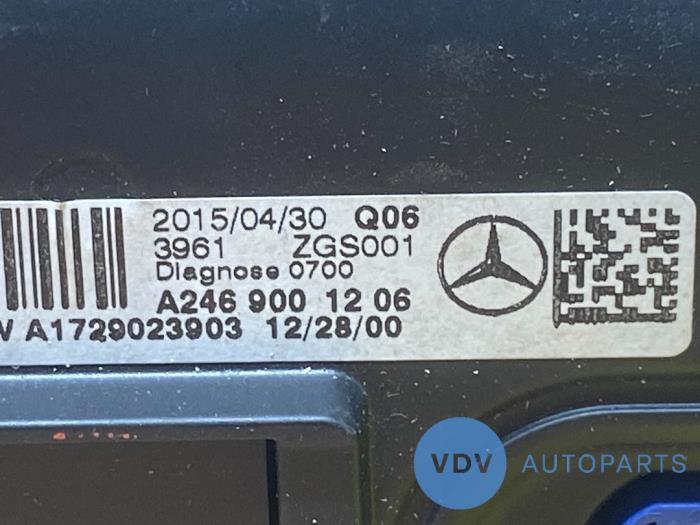 2015/04/30 Q06
3961 ZGS001
Diagnose 0700
A246 900 12 06
A1729023903 12/28/00
VDV AUTOPARTS